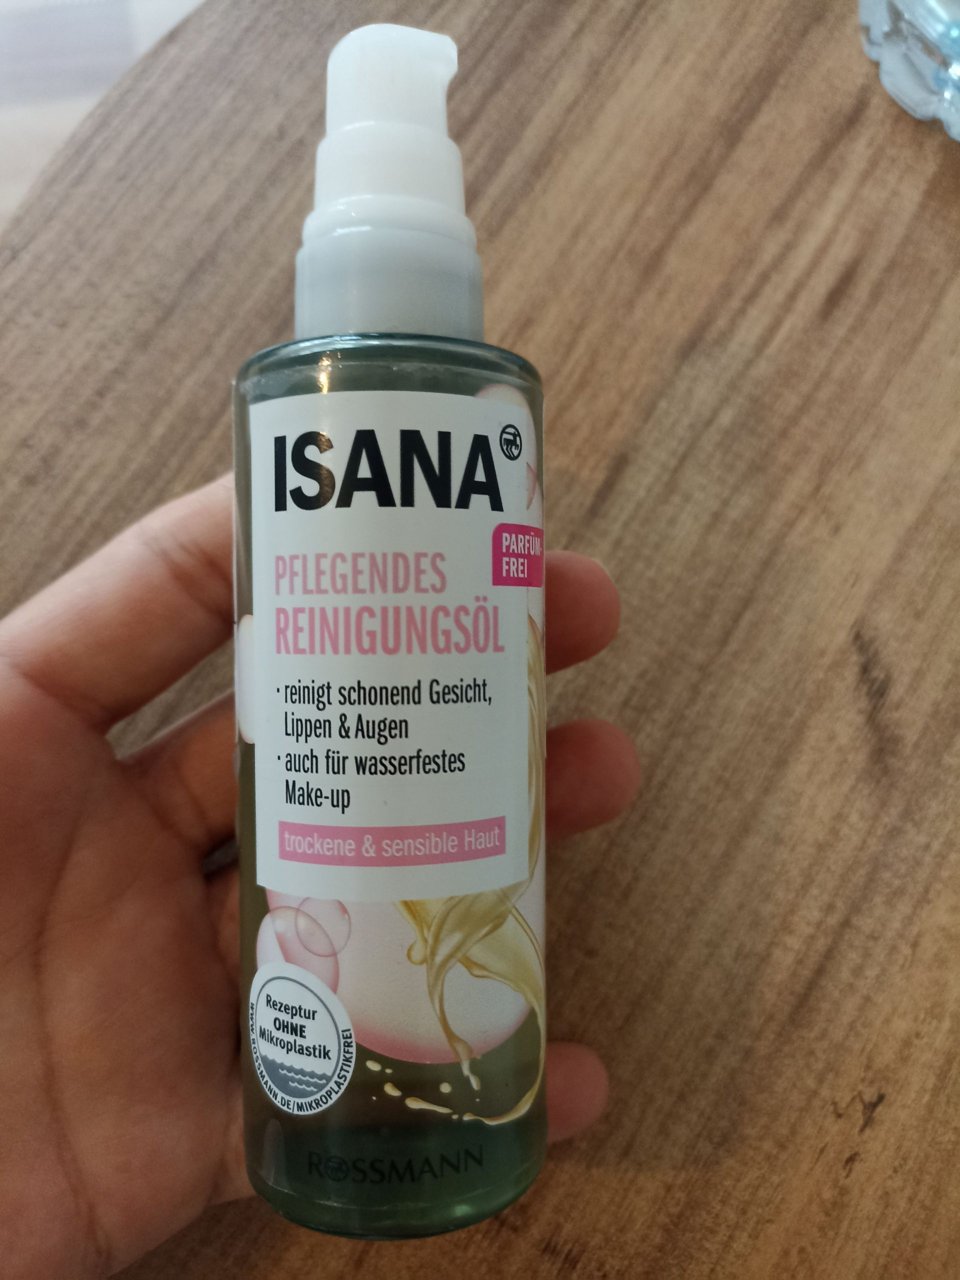 ISANA
PARFÜM-
FREI
PFLEGENDES
REINIGUNGSÖL
· reinigt schonend Gesicht,
Lippen & Augen
· auch für wasserfestes
Make-up
trockene & sensible Haut
Rezeptur
OHNE
Mikroplastik
WWW.ROSSMANN.DE/MIKROPLASTIKFREI
ROSSMANN